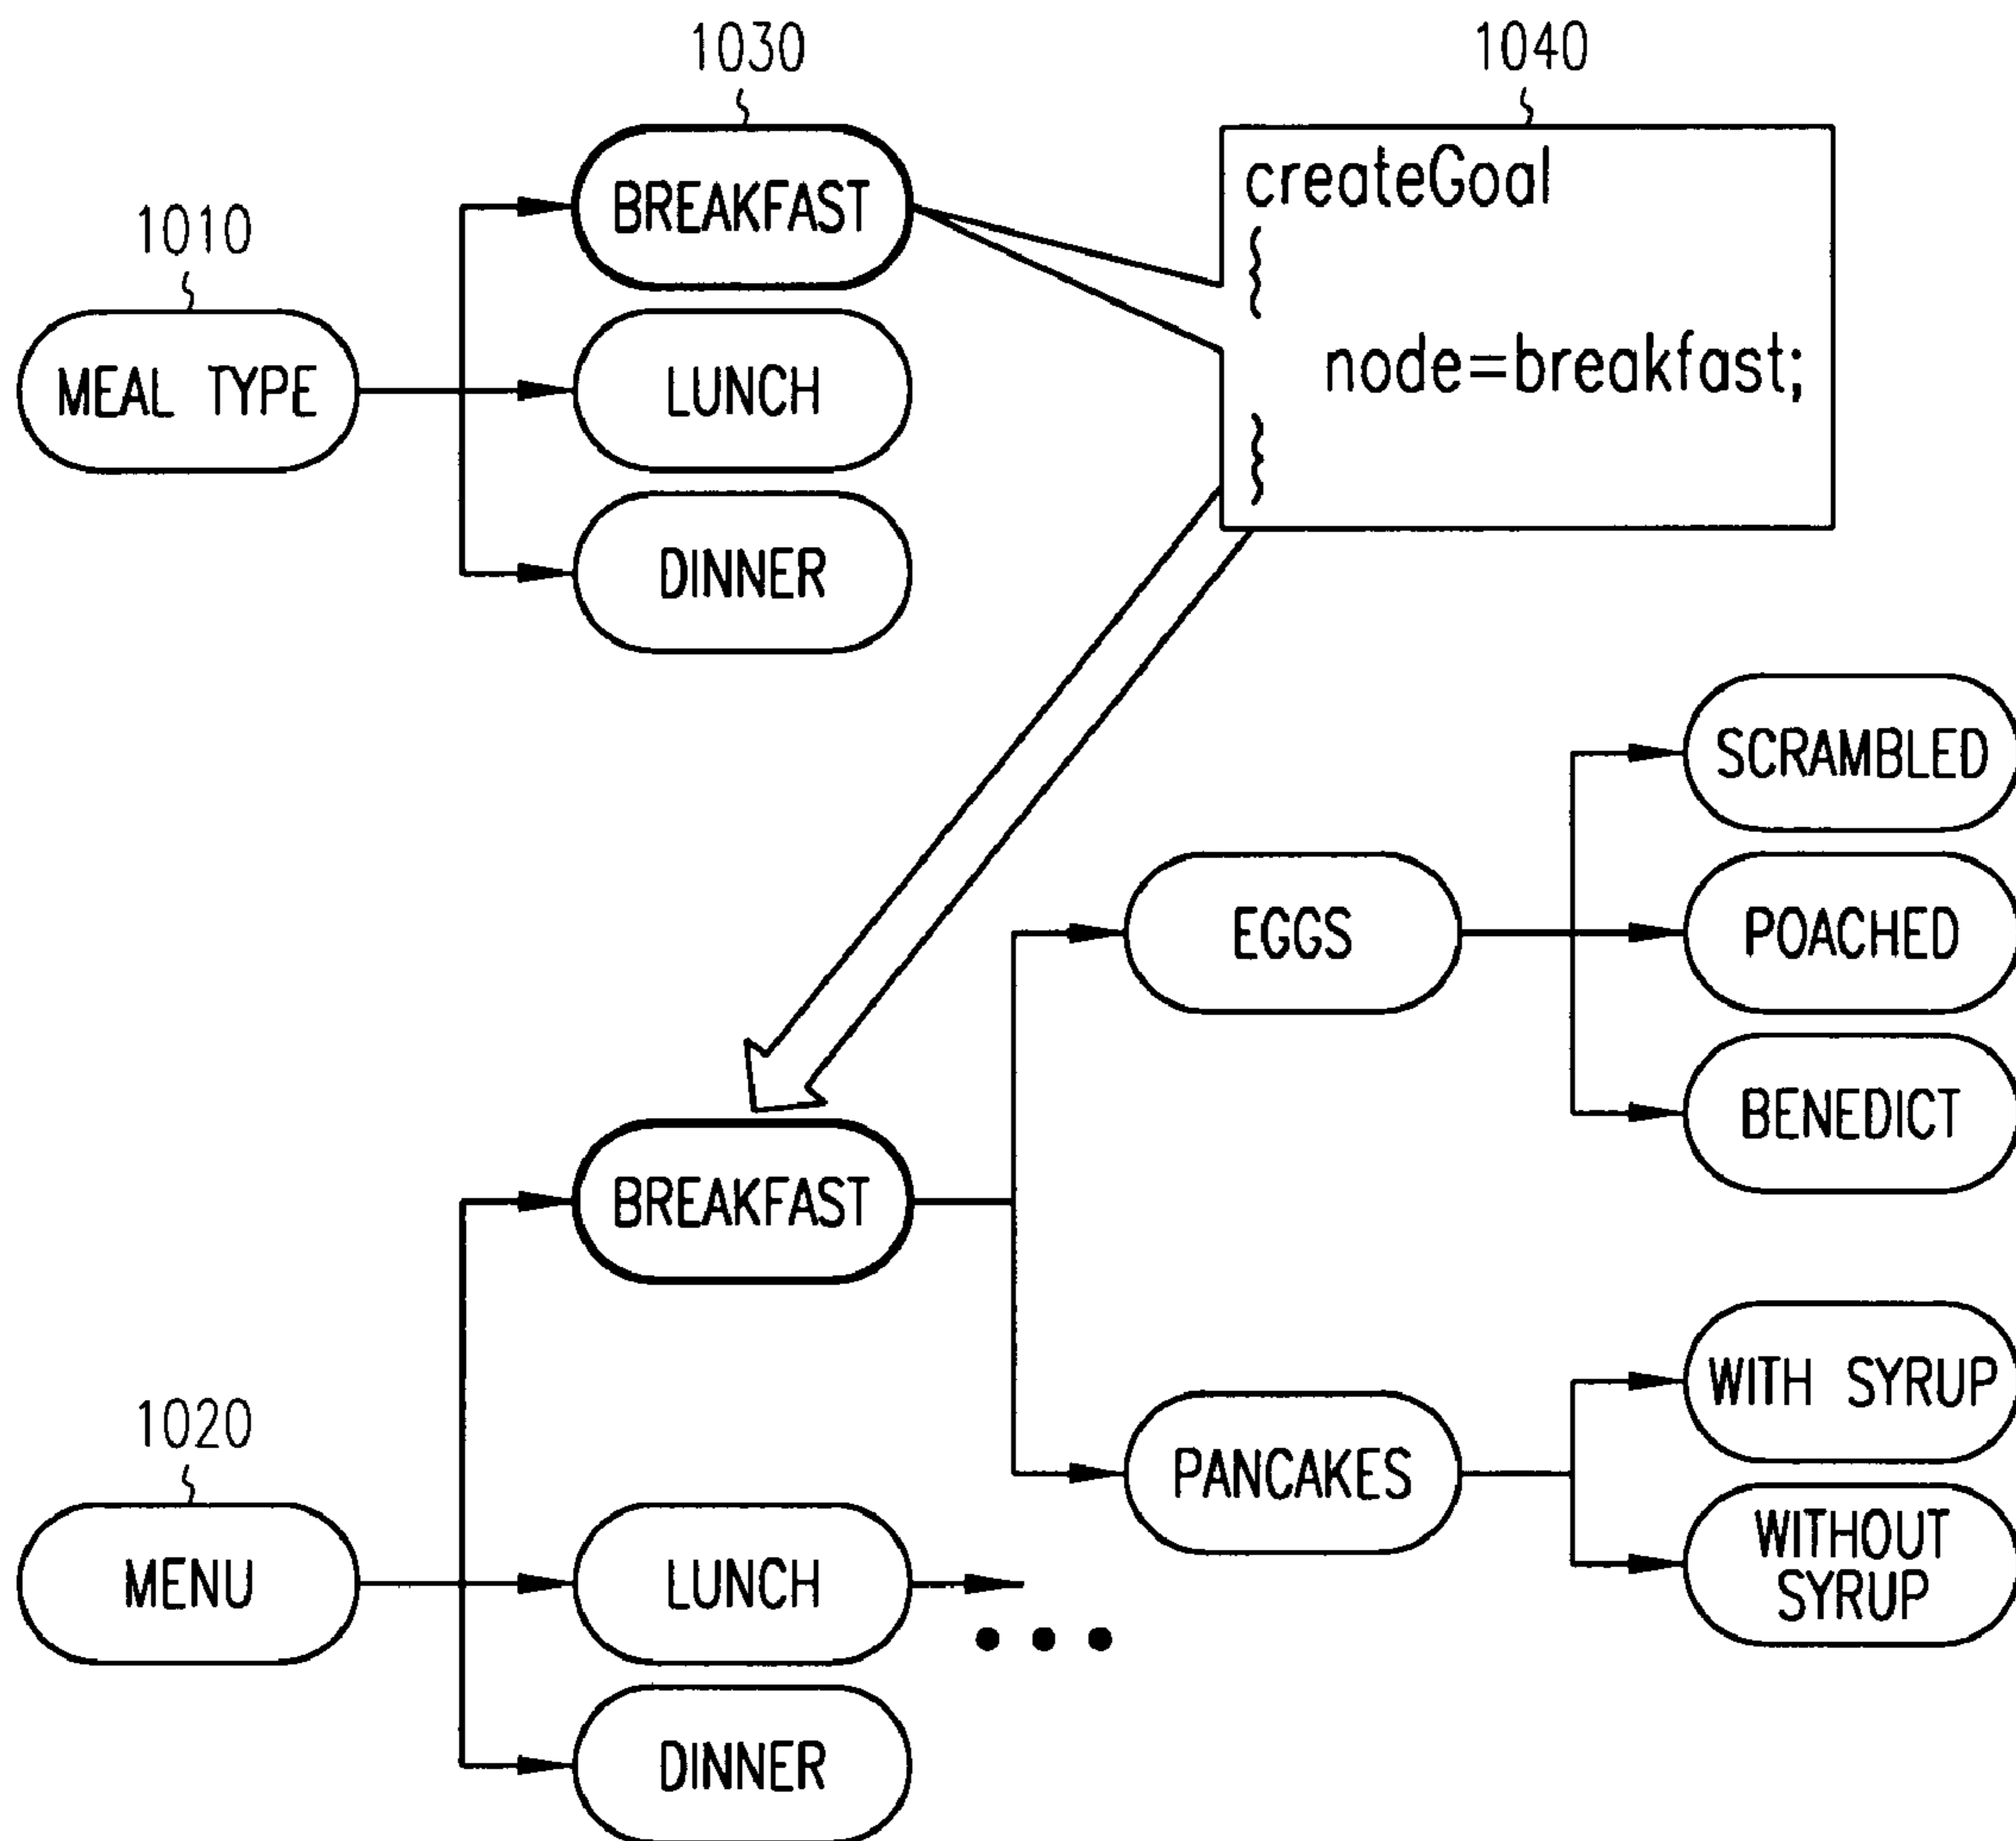 1030
1040
1010
BREAKFAST
createGoal
MEAL TYPE
LUNCH
node=breakfast;
DINNER
SCRAMBLED
EGGS
POACHED
BENEDICT
BREAKFAST
1020
WITH SYRUP
PANCAKES
MENU
LUNCH
WITHOUT
SYRUP
DINNER